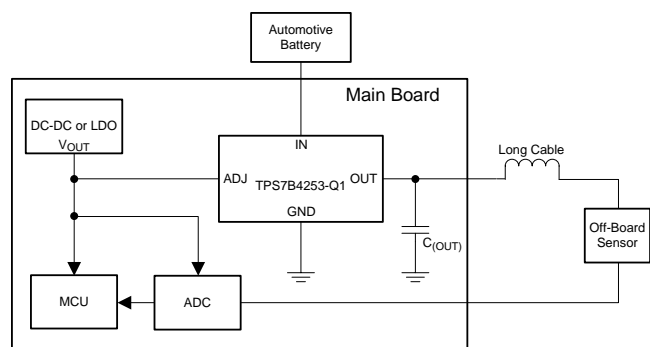 Automotive
Battery
Main Board
DC-DC or LDO
VOUT
IN
ADJ
TPS7B4253-Q1
OUT
GND
Long Cable
C(OUT)
Off-Board
Sensor
MCU
ADC